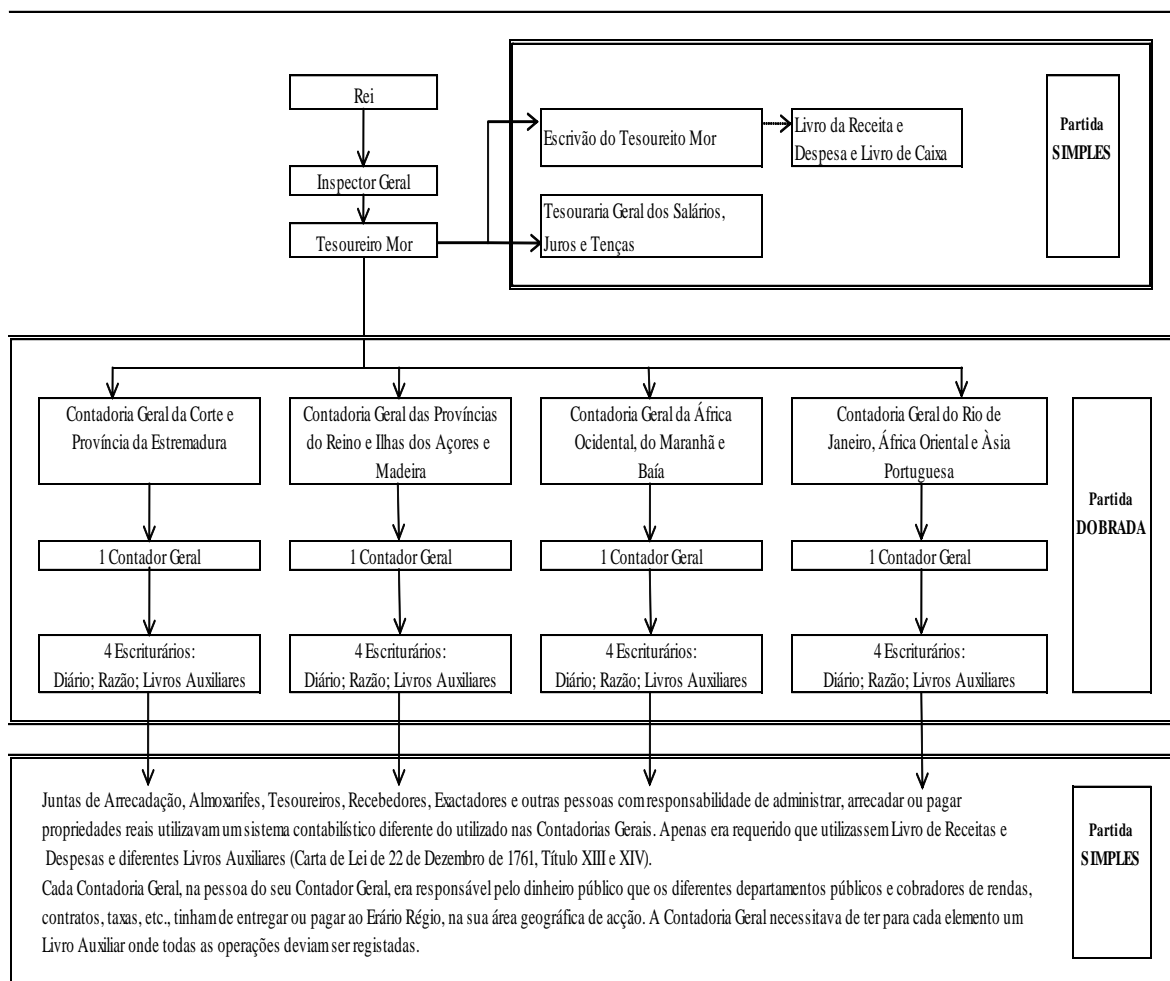 Rei
Inspector Geral
Tesoureiro Mor
Escrivão do Tesoureito Mor
Livro da Receita e
Despesa e Livro de Caixa
Tesouraria Geral dos Salários,
Juros e Tenças
Partida
SIMPLES
Contadoria Geral da Corte e
Província da Estremadura
Contadoria Geral das Províncias
do Reino e Ilhas dos Açores e
Madeira
Contadoria Geral da África
Ocidental, do Maranhã e
Baía
Contadoria Geral do Rio de
Janeiro, África Oriental e Àsia
Portuguesa
1 Contador Geral
1 Contador Geral
1 Contador Geral
1 Contador Geral
4 Escriturários:
Diário; Razão; Livros Auxiliares
4 Escriturários:
Diário; Razão; Livros Auxiliares
4 Escriturários:
Diário; Razão; Livros Auxiliares
4 Escriturários:
Diário; Razão; Livros Auxiliares
Partida
DOBRADA
Juntas de Arrecadação, Almoxarifes, Tesoureiros, Recebedores, Exactadores e outras pessoas com responsabilidade de administrar, arrecadar ou pagar
propriedades reais utilizavam um sistema contabilístico diferente do utilizado nas Contadorias Gerais. Apenas era requerido que utilizassem Livro de Receitas e
Despesas e diferentes Livros Auxiliares (Carta de Lei de 22 de Dezembro de 1761, Título XIII e XIV).
Cada Contadoria Geral, na pessoa do seu Contador Geral, era responsável pelo dinheiro público que os diferentes departamentos públicos e cobradores de rendas,
contratos, taxas, etc., tinham de entregar ou pagar ao Erário Régio, na sua área geográfica de acção. A Contadoria Geral necessitava de ter para cada elemento um
Livro Auxiliar onde todas as operações deviam ser registadas.
Partida
SIMPLES